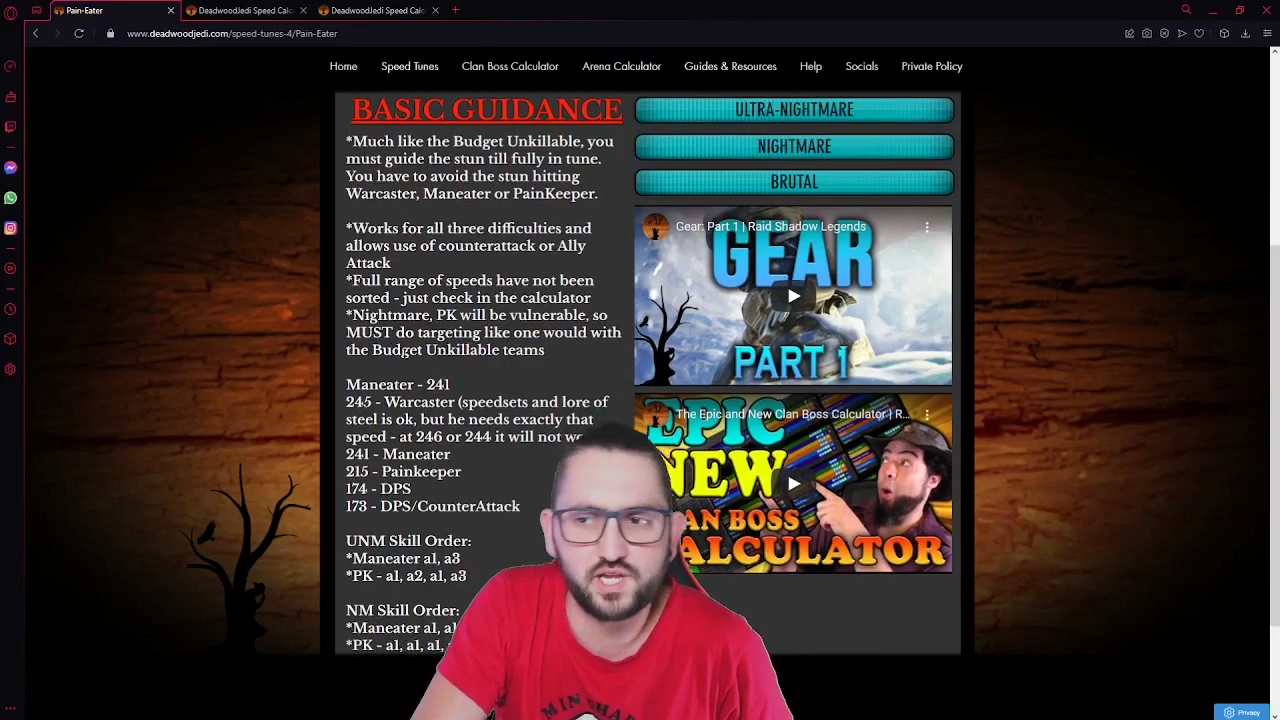 Pain-Eater
DeadwoodJedi Speed Calc
DeadwoodJedi Speed Calc
www.deadwoodjedi.com/speed-tunes-4/Pain-Eater
Home
Speed Tunes
Clan Boss Calculator
Arena Calculator
Guides & Resources
Help
Socials
Private Policy
BASIC GUIDANCE
*Much like the Budget Unkillable, you
must guide the stun till fully in tune.
You have to avoid the stun hitting
Warcaster, Maneater or PainKeeper.
*Works for all three difficulties and
allows use of counterattack or Ally
Attack
*Full range of speeds have not been
sorted - just check in the calculator
*Nightmare, PK will be vulnerable, so
MUST do targeting like one would with
the Budget Unkillable teams
Maneater - 241
245 - Warcaster (speedsets and lore of
steel is ok, but he needs exactly that
speed - at 246 or 244 it will not
241 - Maneater
215 - Painkeeper
174 - DPS
173 - DPS/CounterAttack
UNM Skill Order:
*Maneater a1, a3
*PK - a1, a2, a1, a3
NM Skill Order:
*Maneater a1, a1
*PK - a1, a1, a1,
ULTRA-NIGHTMARE
NIGHTMARE
BRUTAL
Gear: Part 1 | Raid Shadow Legends
GEAR
PART 1
The Epic and New Clan Boss Calculator | R...
EPIC
NEW
AN BOSS
ALCULATOR
Privacy